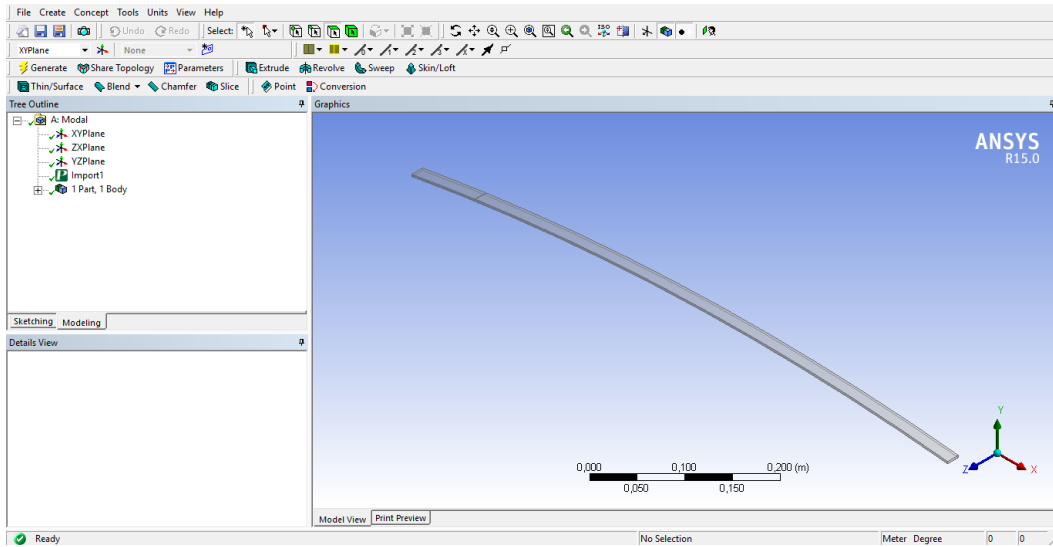 File Create Concept Tools Units View Help
Undo Redo Select:
XYPlane None
Generate Share Topology Parameters Extrude Revolve Sweep Skin/Loft
Thin/Surface Blend Chamfer Slice Point Conversion
Tree Outline
A: Modal
XYPlane
ZXPlane
YZPlane
Import1
1 Part, 1 Body
Sketching Modeling
Details View
Graphics
ANSYS
R15.0
0,000 0,100 0,200 (m)
0,050 0,150
Y
Z X
Model View Print Preview
Ready No Selection Meter Degree 0 0